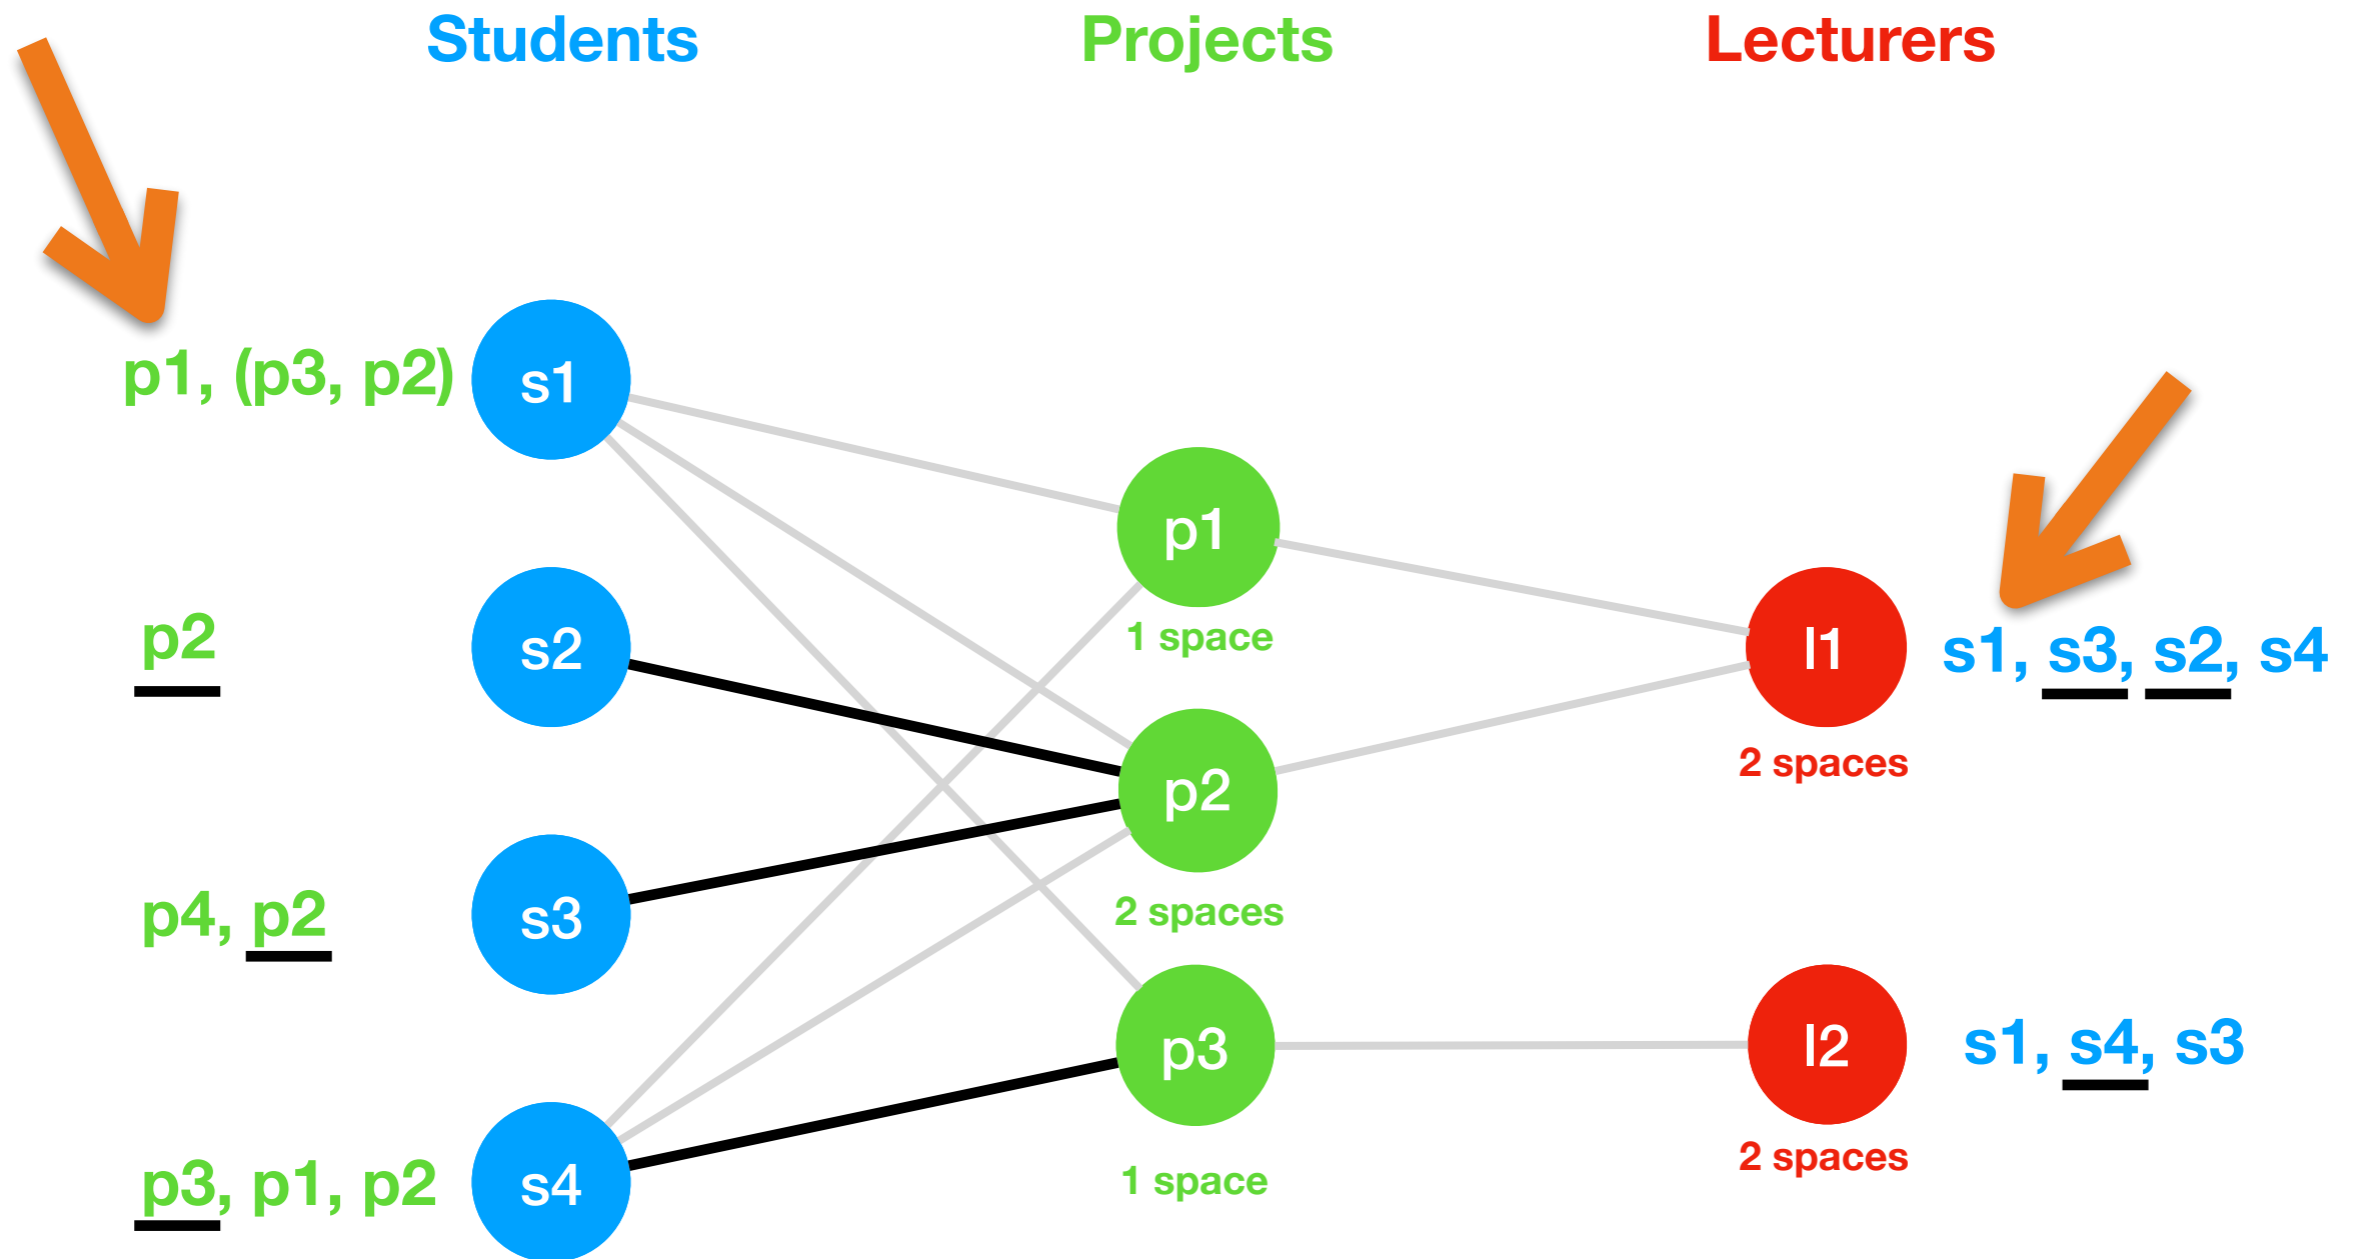 Students Projects Lecturers
p1, (p3, p2) s1
p1
1 space
p2 s2 l1 s1, s3, s2, s4
2 spaces
p2
2 spaces
p4, p2 s3
p3 l2 s1, s4, s3
1 space 2 spaces
p3, p1, p2 s4